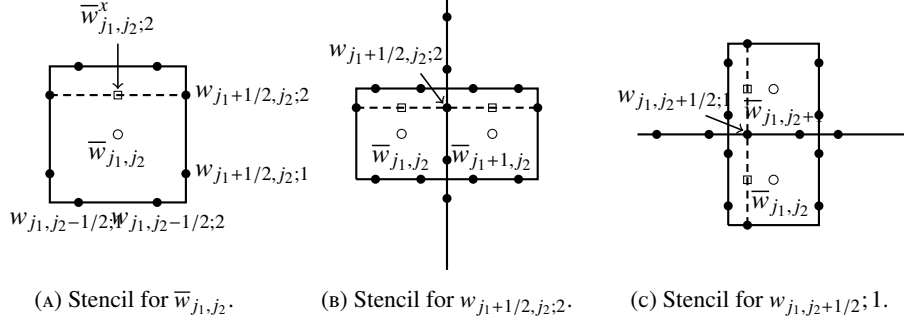 w̅ˣ_{j₁,j₂;2}
w_{j₁+1/2,j₂;2}
w̅_{j₁,j₂}
w_{j₁+1/2,j₂;1}
w_{j₁,j₂−1/2;1} w_{j₁,j₂−1/2;2}
(A) Stencil for w̅_{j₁,j₂}.
w_{j₁+1/2,j₂;2}
w̅_{j₁,j₂} w̅_{j₁+1,j₂}
(B) Stencil for w_{j₁+1/2,j₂;2}.
w_{j₁,j₂+1/2;1}
w̅_{j₁,j₂+1}
w̅_{j₁,j₂}
(C) Stencil for w_{j₁,j₂+1/2}; 1.